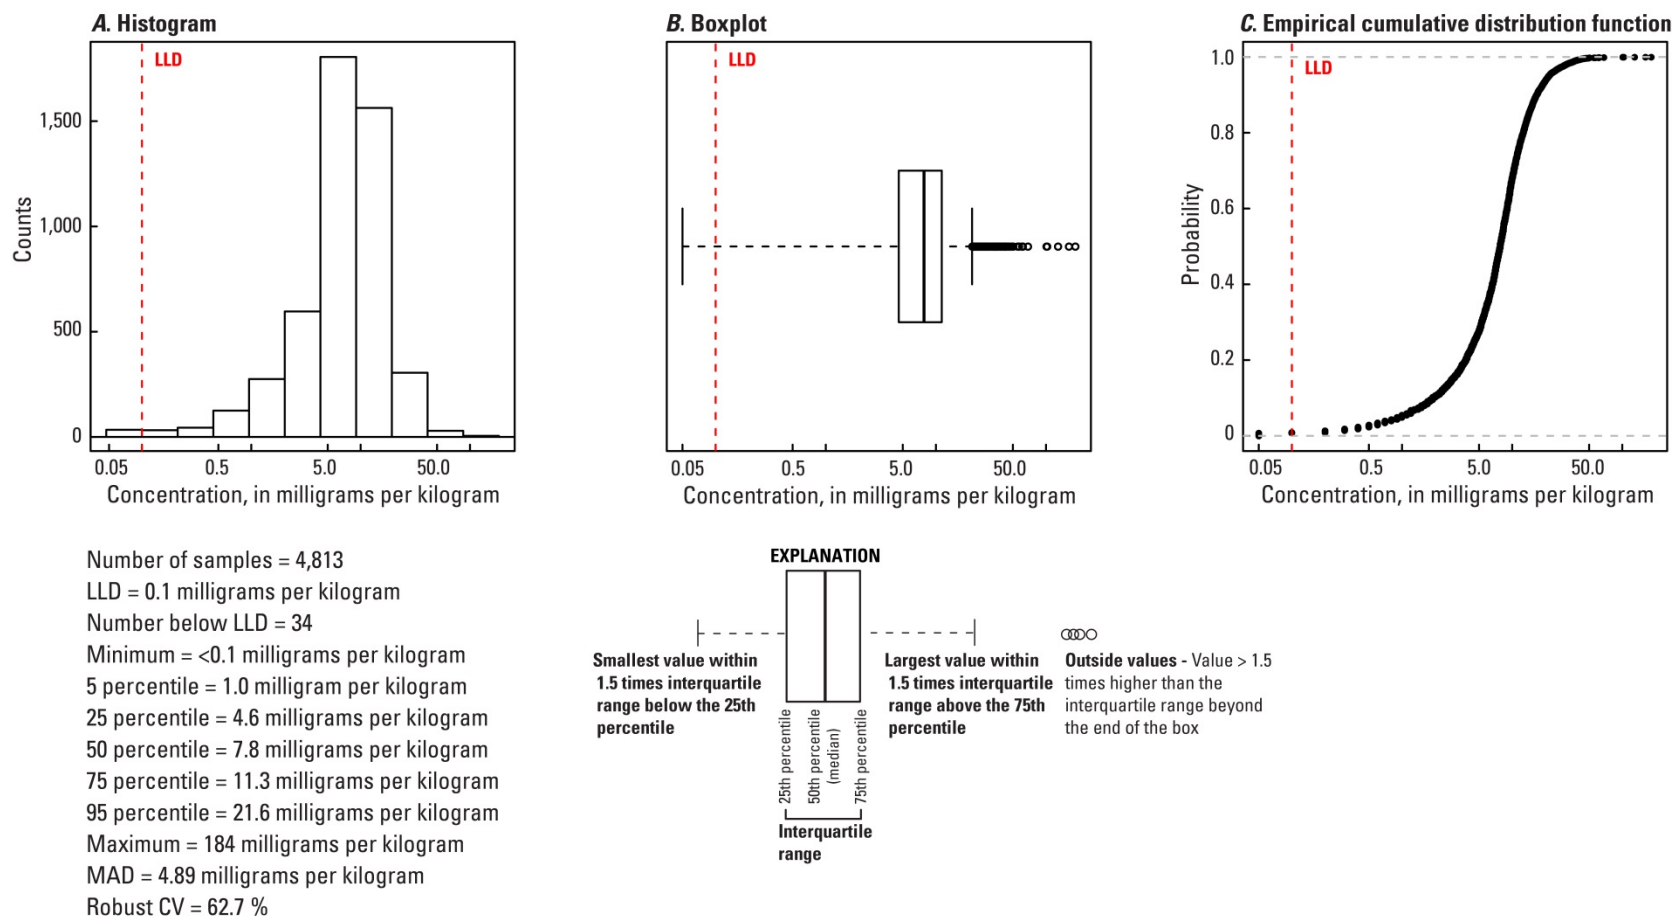 A. Histogram
LLD
1,500
1,000
500
0
Counts
0.05 0.5 5.0 50.0
Concentration, in milligrams per kilogram
B. Boxplot
LLD
0.05 0.5 5.0 50.0
Concentration, in milligrams per kilogram
C. Empirical cumulative distribution function
LLD
1.0
0.8
0.6
0.4
0.2
0
Probability
0.05 0.5 5.0 50.0
Concentration, in milligrams per kilogram
Number of samples = 4,813
LLD = 0.1 milligrams per kilogram
Number below LLD = 34
Minimum = <0.1 milligrams per kilogram
5 percentile = 1.0 milligram per kilogram
25 percentile = 4.6 milligrams per kilogram
50 percentile = 7.8 milligrams per kilogram
75 percentile = 11.3 milligrams per kilogram
95 percentile = 21.6 milligrams per kilogram
Maximum = 184 milligrams per kilogram
MAD = 4.89 milligrams per kilogram
Robust CV = 62.7 %
EXPLANATION
Smallest value within
1.5 times interquartile
range below the 25th
percentile
25th percentile
50th percentile
(median)
75th percentile
Interquartile
range
Largest value within
1.5 times interquartile
range above the 75th
percentile
Outside values - Value > 1.5
times higher than the
interquartile range beyond
the end of the box